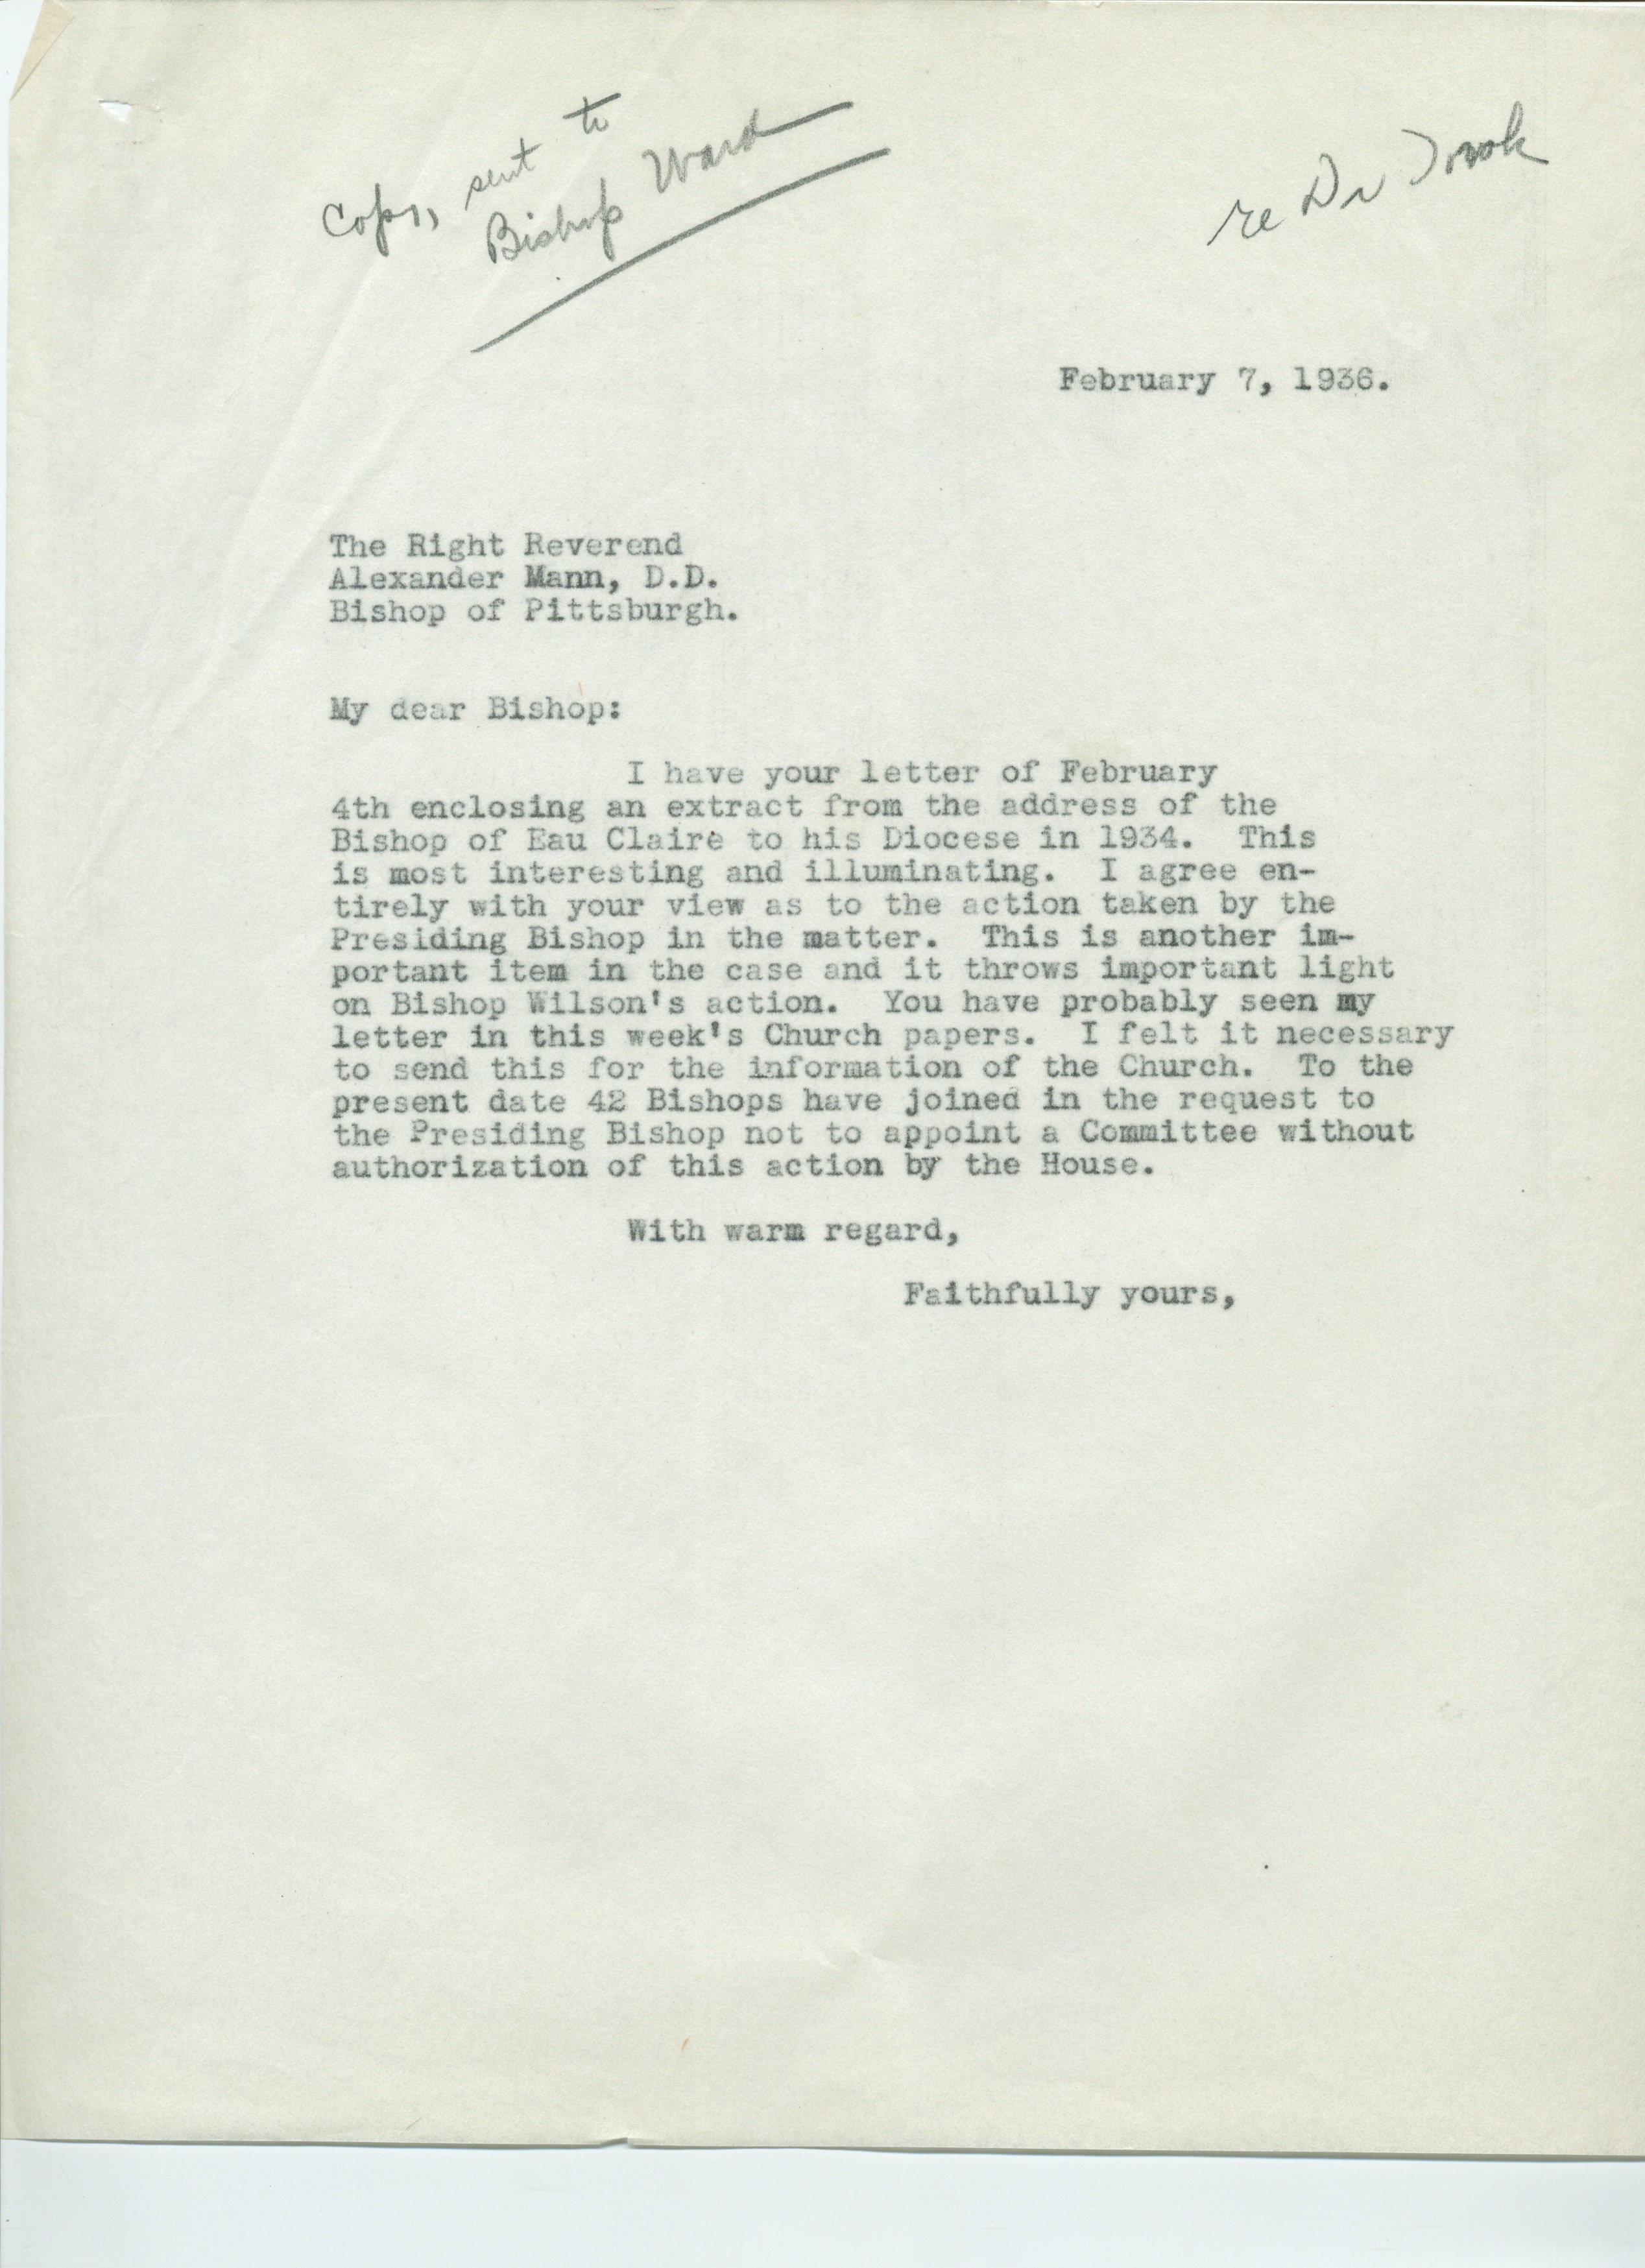 Copy sent to
Bishop Ward
re Dr Torok
February 7, 1936.
The Right Reverend
Alexander Mann, D.D.
Bishop of Pittsburgh.
My dear Bishop:
I have your letter of February
4th enclosing an extract from the address of the
Bishop of Eau Claire to his Diocese in 1934. This
is most interesting and illuminating. I agree en-
tirely with your view as to the action taken by the
Presiding Bishop in the matter. This is another im-
portant item in the case and it throws important light
on Bishop Wilson's action. You have probably seen my
letter in this week's Church papers. I felt it necessary
to send this for the information of the Church. To the
present date 42 Bishops have joined in the request to
the Presiding Bishop not to appoint a Committee without
authorization of this action by the House.
With warm regard,
Faithfully yours,